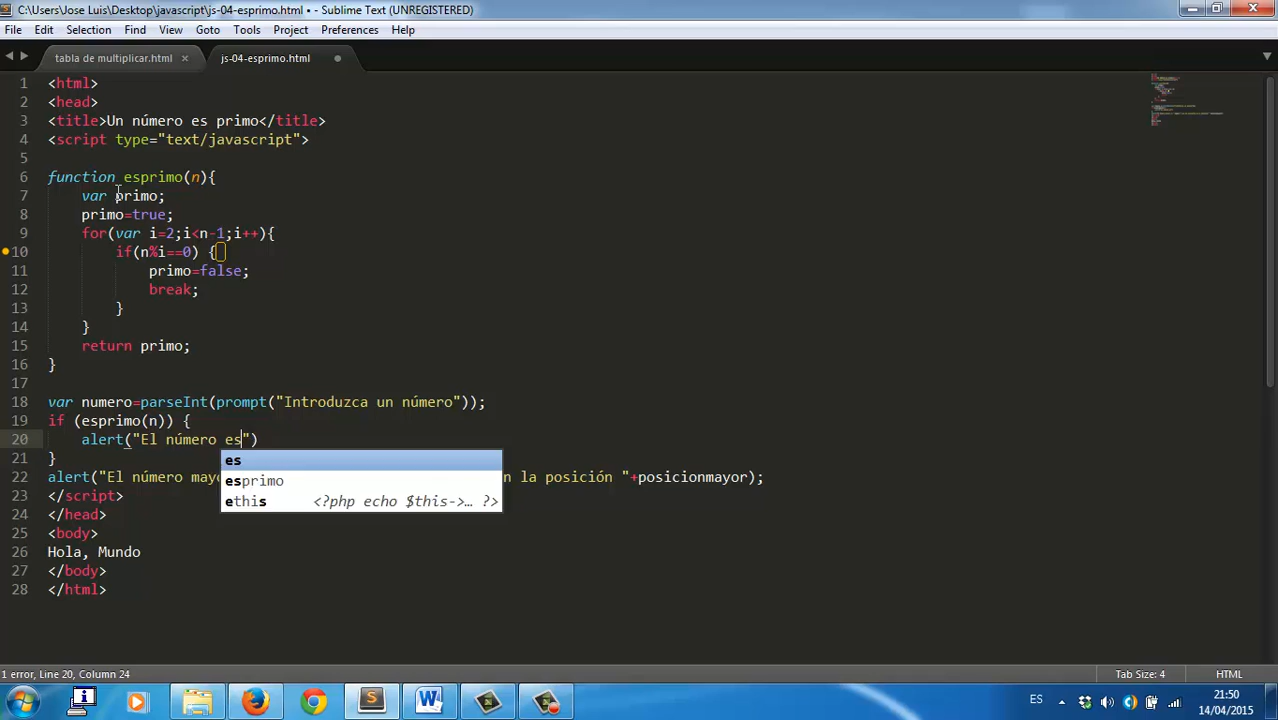 C:\Users\Jose Luis\Desktop\javascript\js-04-esprimo.html • - Sublime Text (UNREGISTERED)
File Edit Selection Find View Goto Tools Project Preferences Help
tabla de multiplicar.html × js-04-esprimo.html
1 <html>
2 <head>
3 <title>Un número es primo</title>
4 <script type="text/javascript">
5
6 function esprimo(n){
7 var primo;
8 primo=true;
9 for(var i=2;i<n-1;i++){
10 if(n%i==0) {
11 primo=false;
12 break;
13 }
14 }
15 return primo;
16 }
17
18 var numero=parseInt(prompt("Introduzca un número"));
19 if (esprimo(n)) {
20 alert("El número es")
21 }
es
esprimo
ethis <?php echo $this->… ?>
22 alert("El número may n la posición "+posicionmayor);
23 </script>
24 </head>
25 <body>
26 Hola, Mundo
27 </body>
28 </html>
1 error, Line 20, Column 24 Tab Size: 4 HTML
ES 21:50
14/04/2015